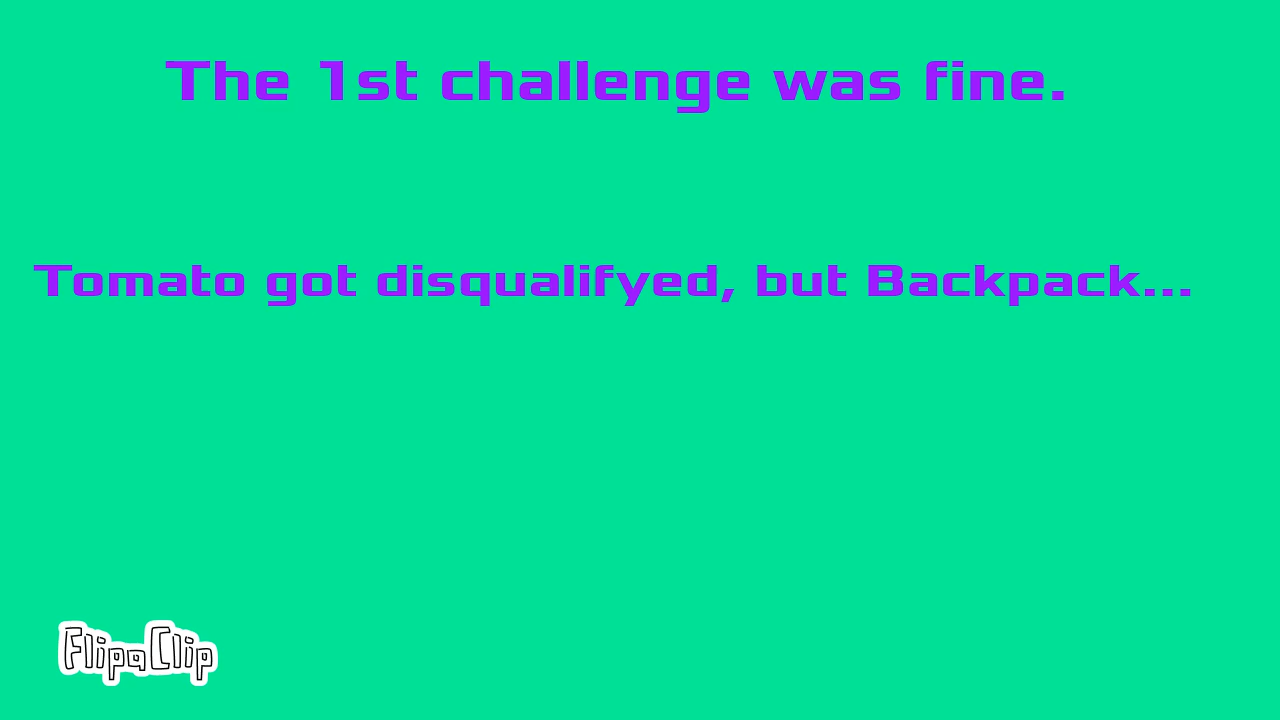 The 1st challenge was fine.
Tomato got disqualifyed, but Backpack...
FlipaClip